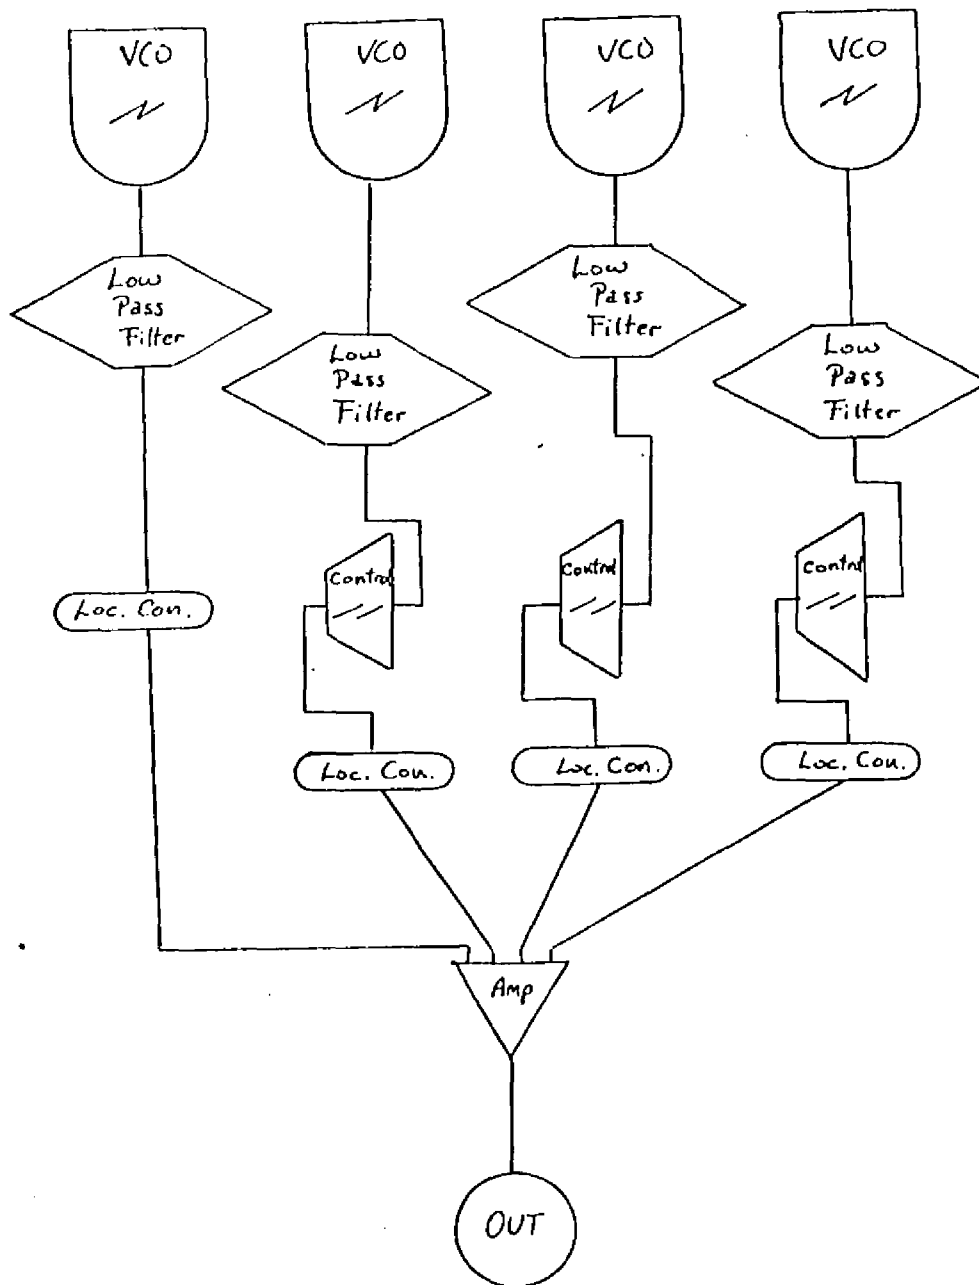 VCO
VCO
VCO
VCO
Low
Pass
Filter
Low
Pass
Filter
Low
Pass
Filter
Low
Pass
Filter
Control
Control
Control
Loc. Con.
Loc. Con.
Loc. Con.
Loc. Con.
Amp
OUT